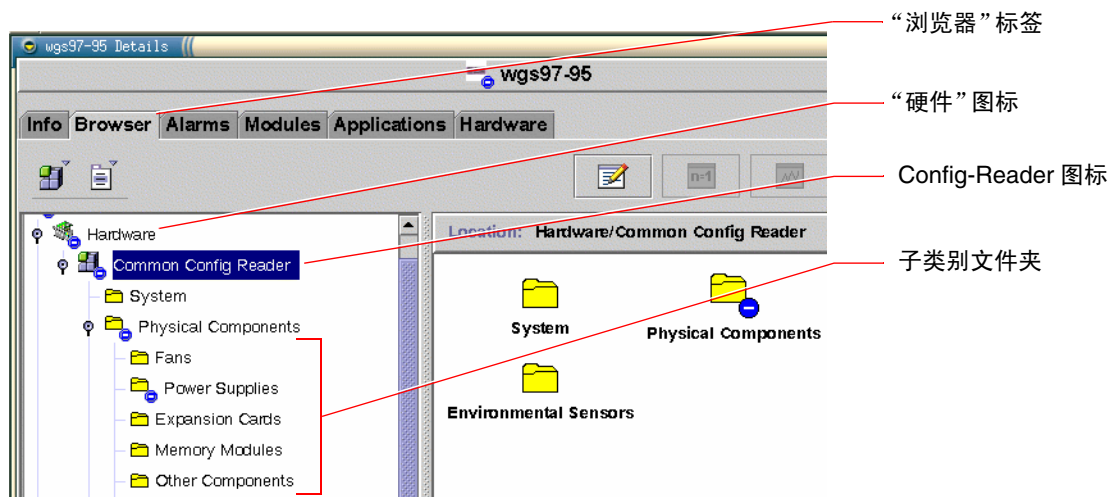 “浏览器”标签
wgs97-95 Details
wgs97-95
“硬件”图标
Info Browser Alarms Modules Applications Hardware
n=1
Config-Reader 图标
Hardware
Location: Hardware/Common Config Reader
Common Config Reader
子类别文件夹
System
Physical Components
Fans
Power Supplies
Expansion Cards
Memory Modules
Other Components
System
Physical Components
Environmental Sensors